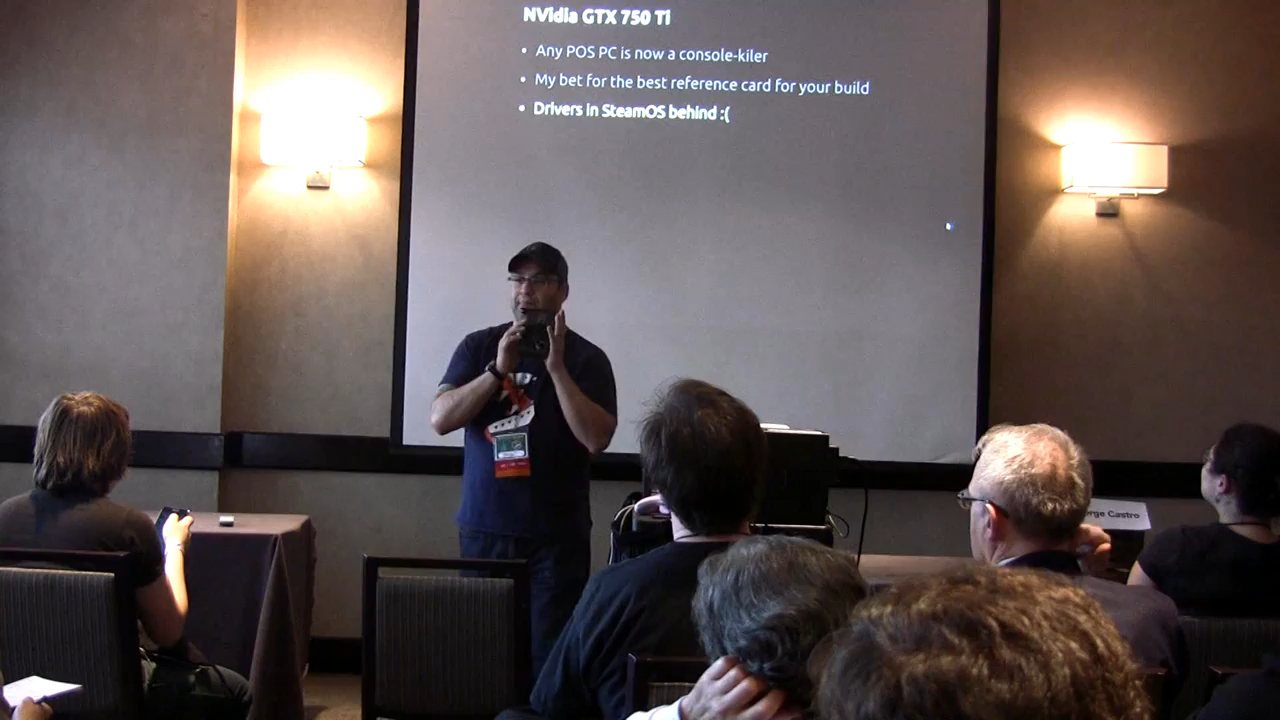 NVidia GTX 750 Ti
• Any POS PC is now a console-kiler
• My bet for the best reference card for your build
• Drivers in SteamOS behind :(
Castro